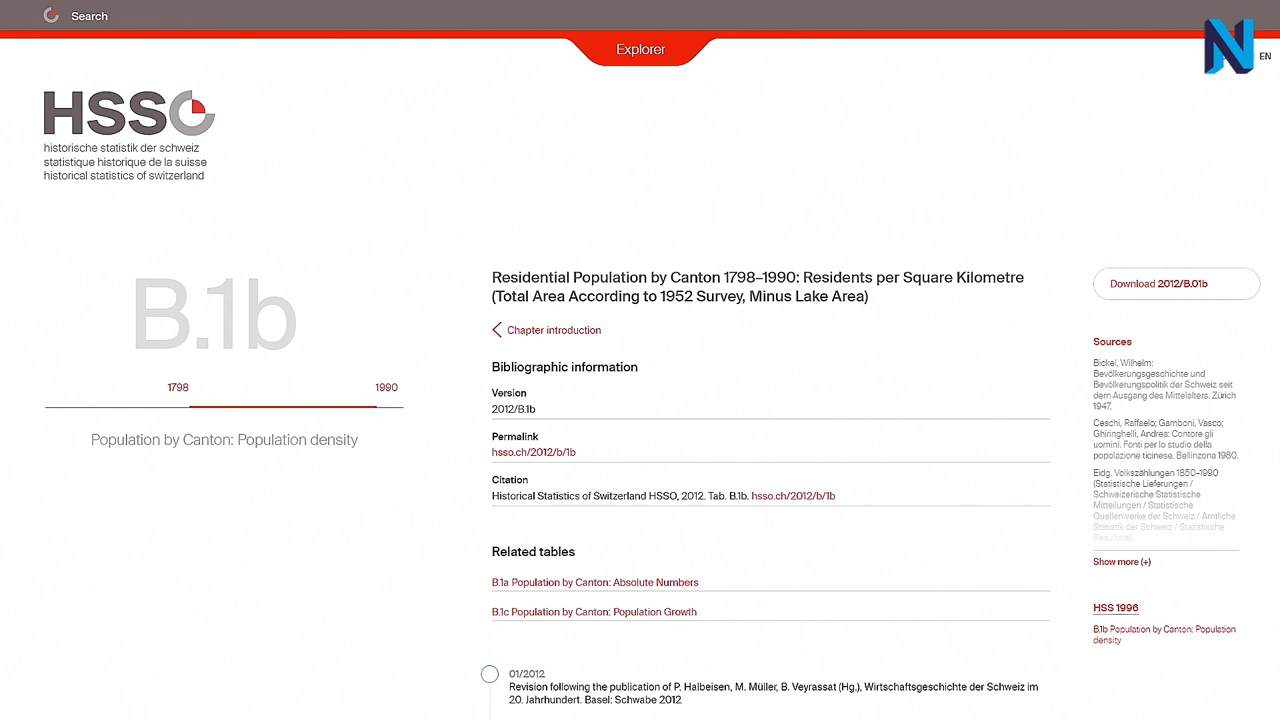 Search
Explorer
EN
HSSO
historische statistik der schweiz
statistique historique de la suisse
historical statistics of switzerland
B.1b
1798
1990
Population by Canton: Population density
Residential Population by Canton 1798–1990: Residents per Square Kilometre
(Total Area According to 1952 Survey, Minus Lake Area)
Chapter introduction
Bibliographic information
Version
2012/B.1b
Permalink
hsso.ch/2012/b/1b
Citation
Historical Statistics of Switzerland HSSO, 2012. Tab. B.1b. hsso.ch/2012/b/1b
Related tables
B.1a Population by Canton: Absolute Numbers
B.1c Population by Canton: Population Growth
01/2012
Revision following the publication of P. Halbeisen, M. Müller, B. Veyrassat (Hg.), Wirtschaftsgeschichte der Schweiz im
20. Jahrhundert. Basel: Schwabe 2012
Download 2012/B.01b
Sources
Bickel, Wilhelm:
Bevölkerungsgeschichte und
Bevölkerungspolitik der Schweiz seit
dem Ausgang des Mittelalters. Zürich
1947.
Ceschi, Raffaelo; Gamboni, Vasco;
Ghiringhelli, Andrea: Contare gli
uomini. Fonti per lo studio della
popolazione ticinese. Bellinzona 1980.
Eidg. Volkszählungen 1850–1990
(Statistische Lieferungen /
Schweizerische Statistische
Mitteilungen / Statistische
Quellenwerke der Schweiz / Amtliche
Statistik der Schweiz / Statistische
Resultate)
Show more (+)
HSS 1996
B.1b Population by Canton: Population
density